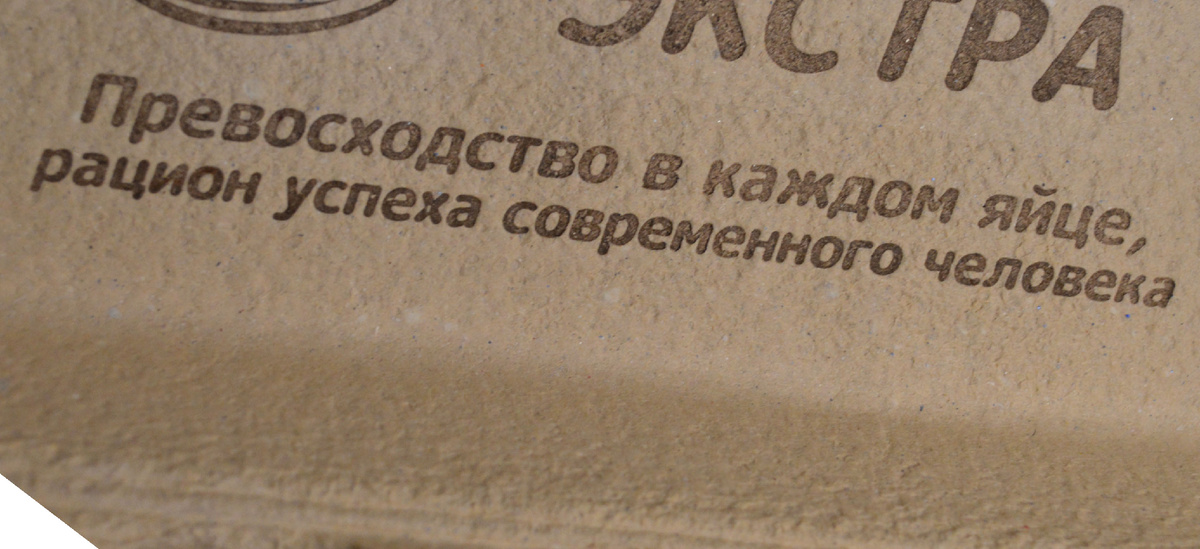 ЭКСТРА
Превосходство в каждом яйце,
рацион успеха современного человека